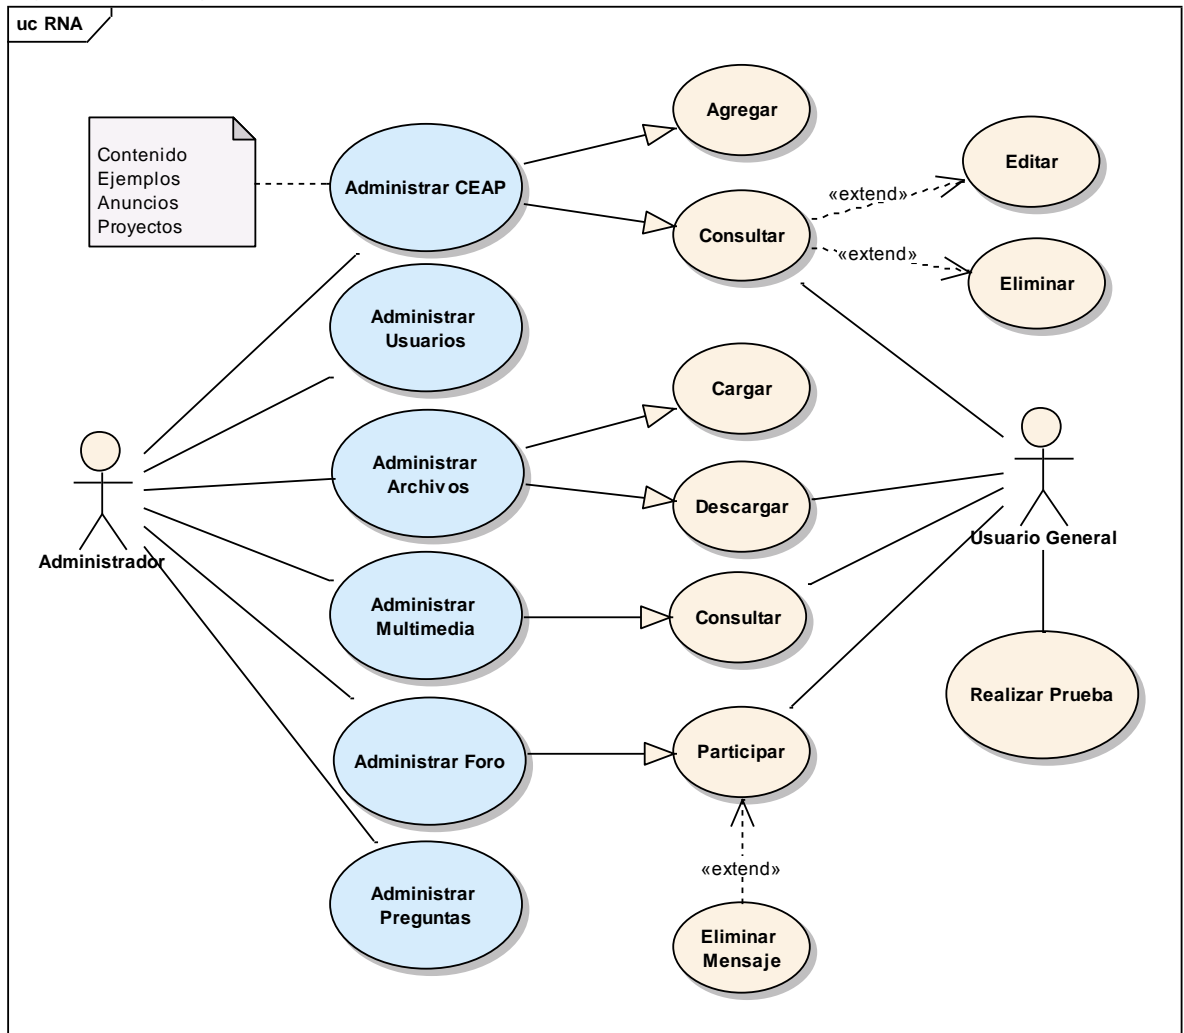 uc RNA
Contenido
Ejemplos
Anuncios
Proyectos
Administrar CEAP
Agregar
Consultar
«extend»
«extend»
Editar
Eliminar
Administrar
Usuarios
Administrar
Archivos
Cargar
Descargar
Administrador
Usuario General
Administrar
Multimedia
Consultar
Realizar Prueba
Administrar Foro
Participar
«extend»
Administrar
Preguntas
Eliminar
Mensaje